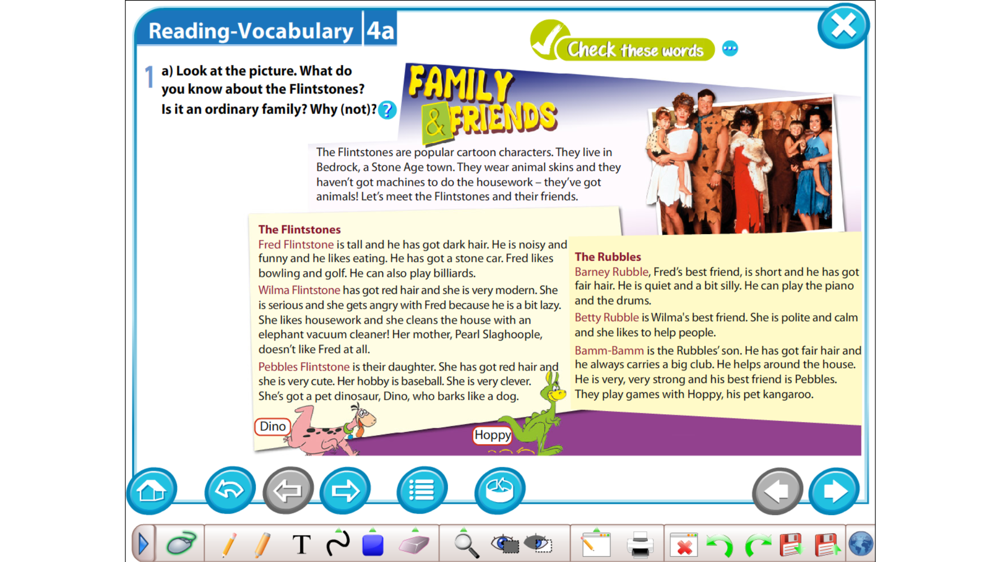 Reading-Vocabulary 4a
Check these words
1 a) Look at the picture. What do
you know about the Flintstones?
Is it an ordinary family? Why (not)? ?
FAMILY
& FRIENDS
The Flintstones are popular cartoon characters. They live in
Bedrock, a Stone Age town. They wear animal skins and they
haven't got machines to do the housework – they've got
animals! Let's meet the Flintstones and their friends.
The Flintstones
Fred Flintstone is tall and he has got dark hair. He is noisy and
funny and he likes eating. He has got a stone car. Fred likes
bowling and golf. He can also play billiards.
Wilma Flintstone has got red hair and she is very modern. She
is serious and she gets angry with Fred because he is a bit lazy.
She likes housework and she cleans the house with an
elephant vacuum cleaner! Her mother, Pearl Slaghoople,
doesn't like Fred at all.
Pebbles Flintstone is their daughter. She has got red hair and
she is very cute. Her hobby is baseball. She is very clever.
She's got a pet dinosaur, Dino, who barks like a dog.
Dino
Hoppy
The Rubbles
Barney Rubble, Fred's best friend, is short and he has got
fair hair. He is quiet and a bit silly. He can play the piano
and the drums.
Betty Rubble is Wilma's best friend. She is polite and calm
and she likes to help people.
Bamm-Bamm is the Rubbles' son. He has got fair hair and
he always carries a big club. He helps around the house.
He is very, very strong and his best friend is Pebbles.
They play games with Hoppy, his pet kangaroo.
T